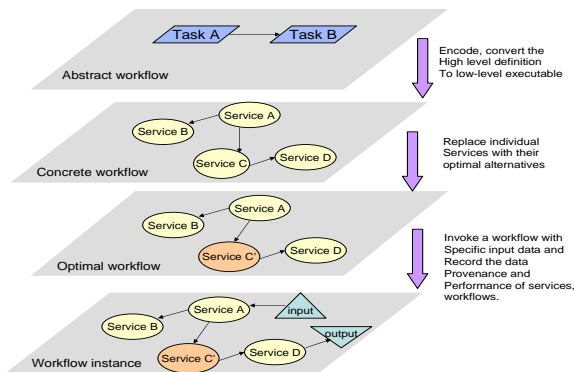 Task A
Task B
Abstract workflow
Encode, convert the
High level definition
To low-level executable
Service A
Service B
Service C
Service D
Concrete workflow
Replace individual
Services with their
optimal alternatives
Service A
Service B
Service C'
Service D
Optimal workflow
Invoke a workflow with
Specific input data and
Record the data
Provenance and
Performance of services,
workflows.
input
Service A
output
Service B
Service C'
Service D
Workflow instance